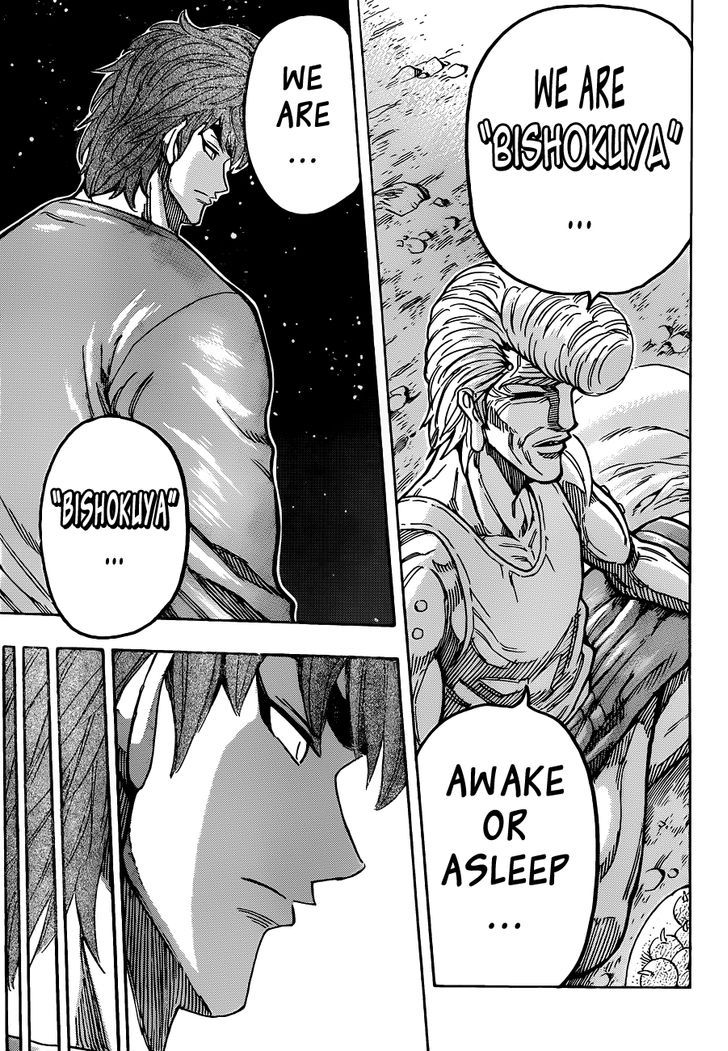 WE ARE
"BISHOKUYA"
...
AWAKE
OR
ASLEEP
...
WE
ARE
...
"BISHOKUYA"
...